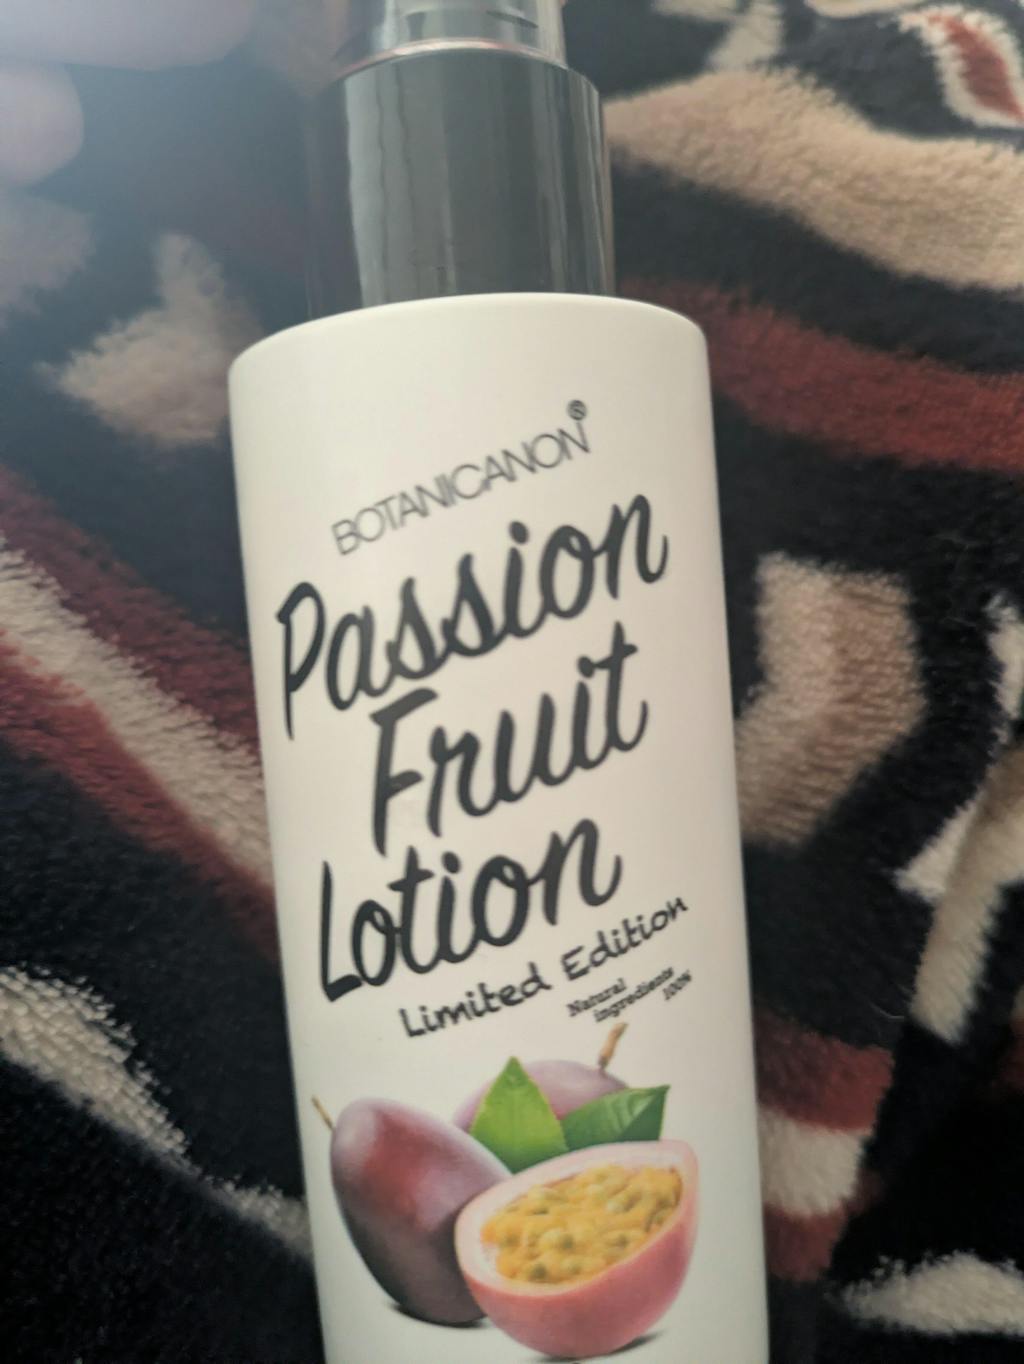 BOTANICANON®
Passion
Fruit
Lotion
Limited Edition
Natural
ingredients
100%